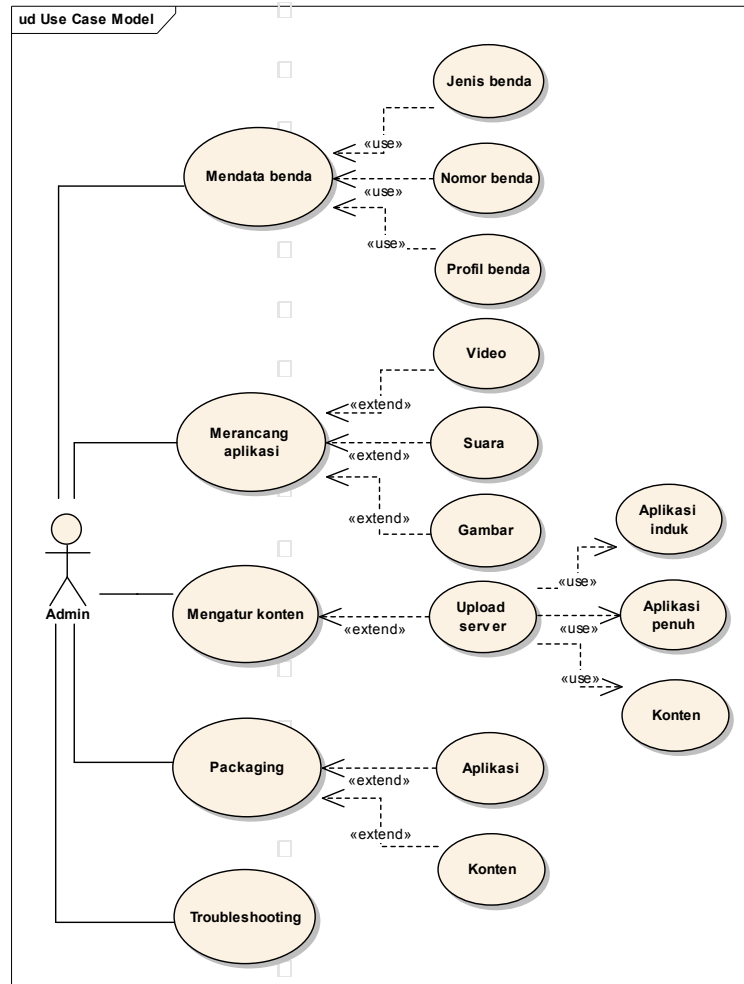 ud Use Case Model
Jenis benda
«use»
Mendata benda
Nomor benda
«use»
«use»
Profil benda
Video
«extend»
Merancang
aplikasi
Suara
«extend»
«extend»
Gambar
Aplikasi
induk
Admin
Mengatur konten
«extend»
Upload
server
«use»
Aplikasi
penuh
«use»
«use»
Konten
Packaging
«extend»
Aplikasi
«extend»
Konten
Troubleshooting